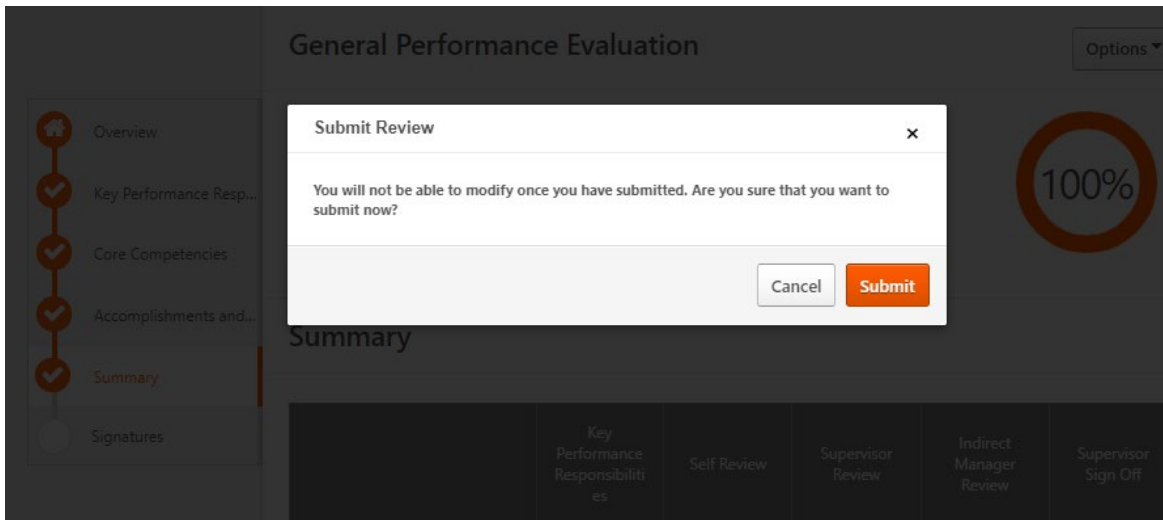 General Performance Evaluation
Options
Submit Review
×
You will not be able to modify once you have submitted. Are you sure that you want to
submit now?
Cancel
Submit
100%
Overview
Key Performance Resp...
Core Competencies
Accomplishments and...
Summary
Signatures
Summary
Key
Performance
Responsibiliti
es
Self Review
Supervisor
Review
Indirect
Manager
Review
Supervisor
Sign Off